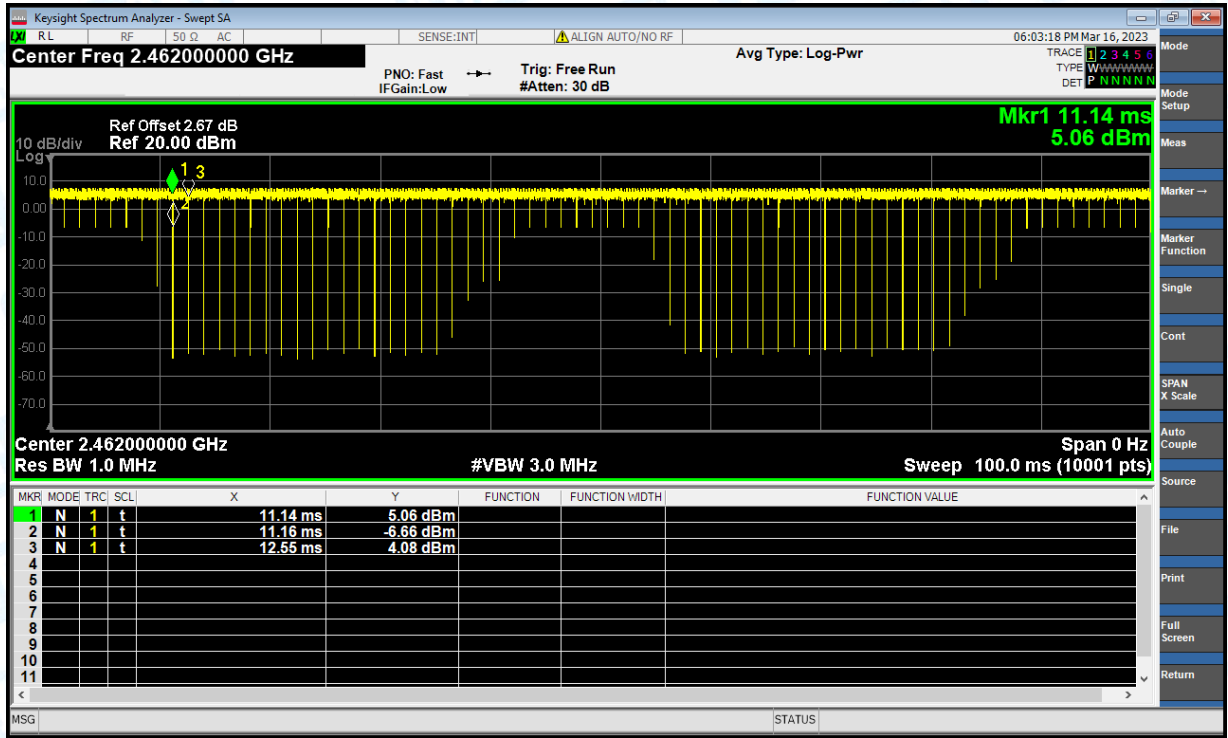 Keysight Spectrum Analyzer - Swept SA
LXI RL RF 50 Ω AC SENSE:INT ALIGN AUTO/NO RF 06:03:18 PM Mar 16, 2023
Center Freq 2.462000000 GHz
PNO: Fast
IFGain:Low
Trig: Free Run
#Atten: 30 dB
Avg Type: Log-Pwr
TRACE 1 2 3 4 5 6
TYPE WWWWWW
DET P N N N N N
Mkr1 11.14 ms
5.06 dBm
Ref Offset 2.67 dB
10 dB/div Ref 20.00 dBm
Log
1 3
2
10.0
0.00
-10.0
-20.0
-30.0
-40.0
-50.0
-60.0
-70.0
Center 2.462000000 GHz Span 0 Hz
Res BW 1.0 MHz #VBW 3.0 MHz Sweep 100.0 ms (10001 pts)
MKR MODE TRC SCL X Y FUNCTION FUNCTION WIDTH FUNCTION VALUE
1 N 1 t 11.14 ms 5.06 dBm
2 N 1 t 11.16 ms -6.66 dBm
3 N 1 t 12.55 ms 4.08 dBm
4
5
6
7
8
9
10
11
MSG STATUS
Mode
Mode
Setup
Meas
Marker →
Marker
Function
Single
Cont
SPAN
X Scale
Auto
Couple
Source
File
Print
Full
Screen
Return